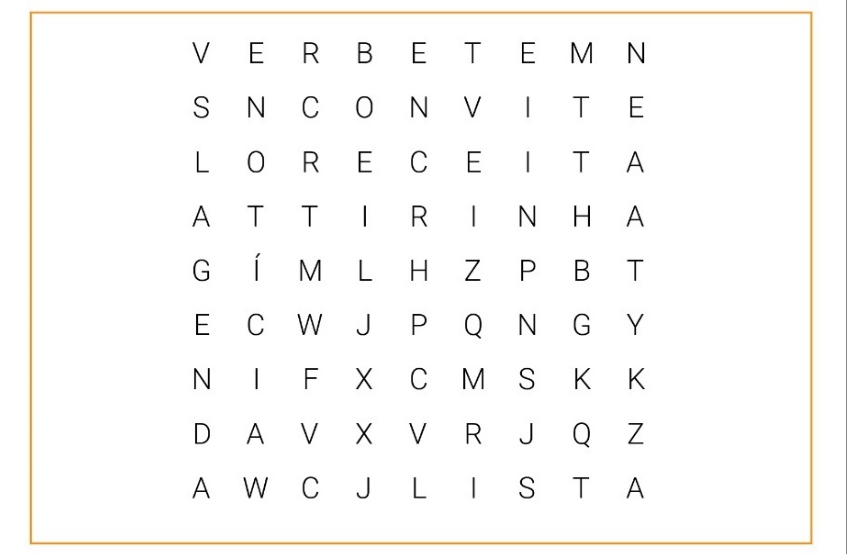 V E R B E T E M N
S N C O N V I T E
L O R E C E I T A
A T T I R I N H A
G Í M L H Z P B T
E C W J P Q N G Y
N I F X C M S K K
D A V X V R J Q Z
A W C J L I S T A